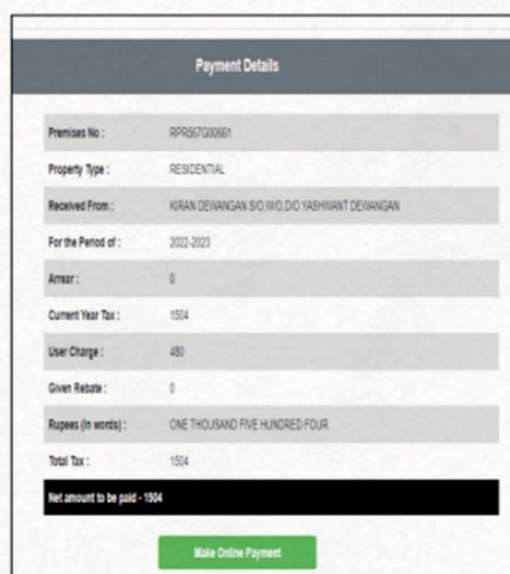 Payment Details
Premises No : RPR567G00661
Property Type : RESIDENTIAL
Received From : KIRAN DEWANGAN S/O,W/O,D/O YASHWANT DEWANGAN
For the Period of : 2022-2023
Arrear : 0
Current Year Tax : 1504
User Charge : 480
Given Rebate : 0
Rupees (In words) : ONE THOUSAND FIVE HUNDRED FOUR
Total Tax : 1504
Net amount to be paid - 1504
Make Online Payment